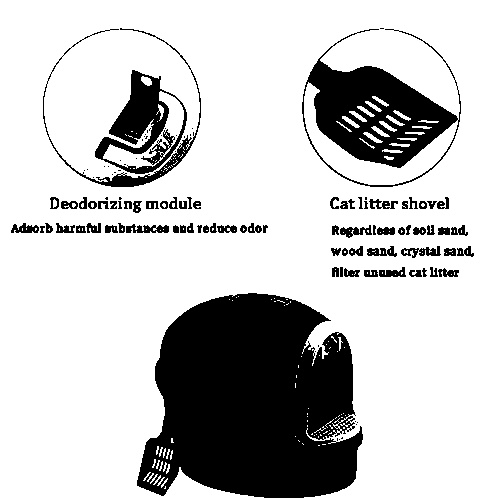 Deodorizing module
Adsorb harmful substances and reduce odor
Cat litter shovel
Regardless of soil sand,
wood sand, crystal sand,
filter unused cat litter